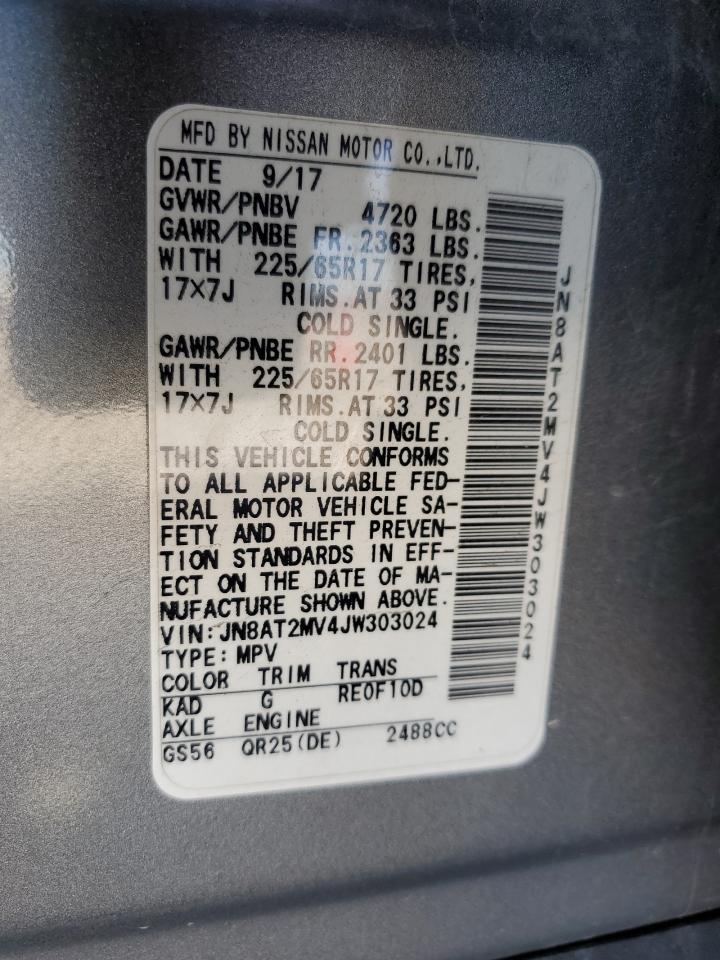 MFD BY NISSAN MOTOR CO.,LTD.
DATE 9/17
GVWR/PNBV 4720 LBS.
GAWR/PNBE FR.2363 LBS.
WITH 225/65R17 TIRES,
17X7J RIMS.AT 33 PSI
COLD SINGLE.
GAWR/PNBE RR.2401 LBS.
WITH 225/65R17 TIRES,
17X7J RIMS.AT 33 PSI
COLD SINGLE.
THIS VEHICLE CONFORMS
TO ALL APPLICABLE FED-
ERAL MOTOR VEHICLE SA-
FETY AND THEFT PREVEN-
TION STANDARDS IN EFF-
ECT ON THE DATE OF MA-
NUFACTURE SHOWN ABOVE.
VIN:JN8AT2MV4JW303024
TYPE:MPV
COLOR TRIM TRANS
KAD G RE0F10D
AXLE ENGINE
GS56 QR25(DE) 2488CC
JN8AT2MV4JW303024